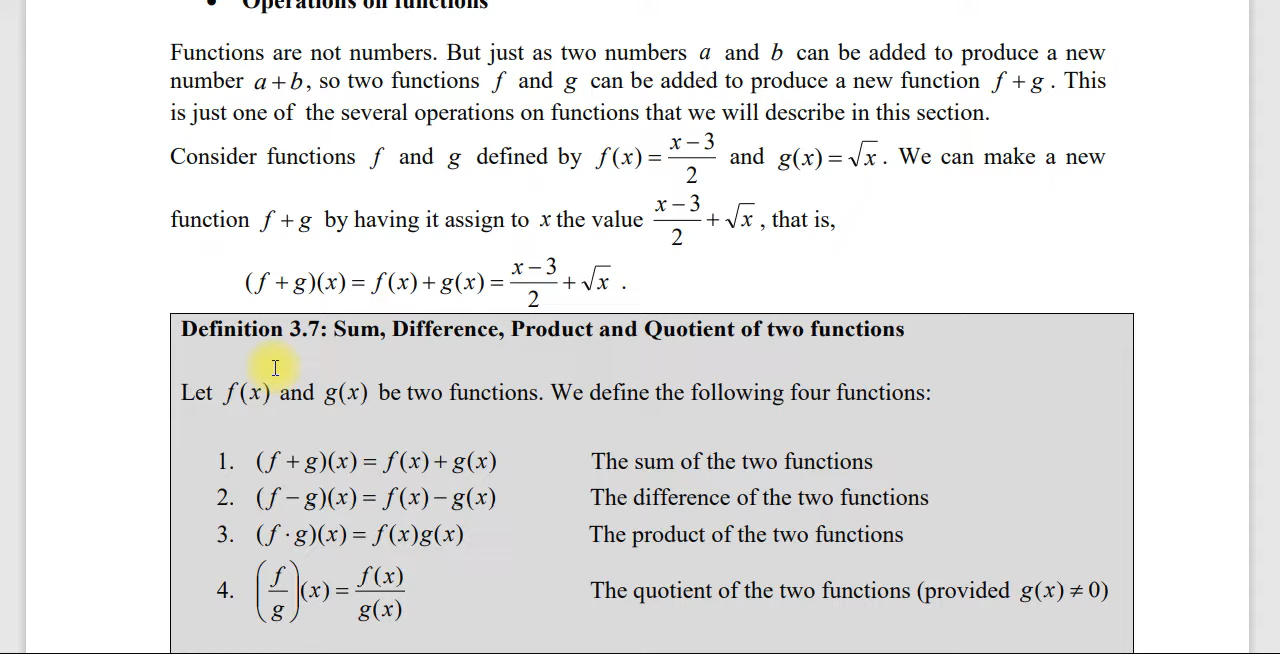 • Operations on functions
Functions are not numbers. But just as two numbers a and b can be added to produce a new
number a+b, so two functions f and g can be added to produce a new function f+g. This
is just one of the several operations on functions that we will describe in this section.
Consider functions f and g defined by f(x)=(x−3)/2 and g(x)=√x. We can make a new
function f+g by having it assign to x the value (x−3)/2+√x, that is,
(f+g)(x)=f(x)+g(x)=(x−3)/2+√x.
Definition 3.7: Sum, Difference, Product and Quotient of two functions
Let f(x) and g(x) be two functions. We define the following four functions:
1. (f+g)(x)=f(x)+g(x) The sum of the two functions
2. (f−g)(x)=f(x)−g(x) The difference of the two functions
3. (f·g)(x)=f(x)g(x) The product of the two functions
4. (f/g)(x)=f(x)/g(x) The quotient of the two functions (provided g(x)≠0)